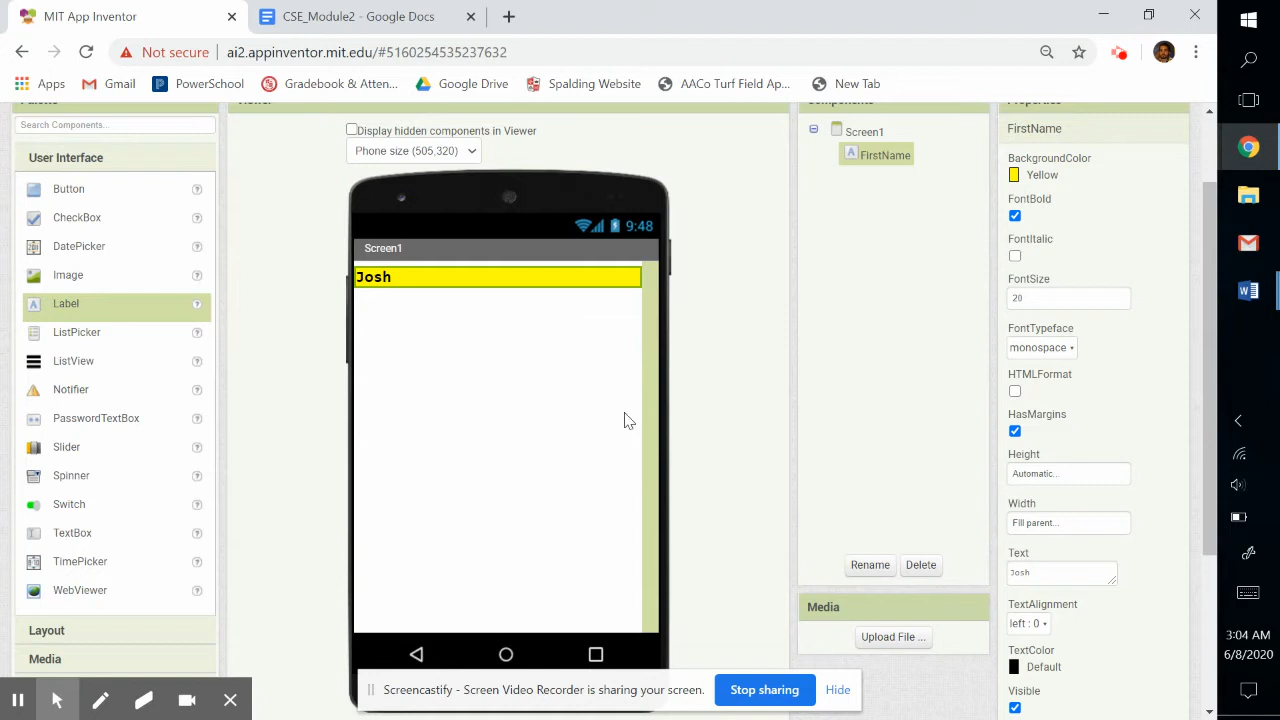 MIT App Inventor
CSE_Module2 - Google Docs
Not secure
ai2.appinventor.mit.edu/#5160254535237632
Apps
Gmail
PowerSchool
Gradebook & Atten...
Google Drive
Spalding Website
AACo Turf Field Ap...
New Tab
Palette
Viewer
Components
Properties
Search Components...
User Interface
Button
CheckBox
DatePicker
Image
Label
ListPicker
ListView
Notifier
PasswordTextBox
Slider
Spinner
Switch
TextBox
TimePicker
WebViewer
Layout
Media
Display hidden components in Viewer
Phone size (505,320)
9:48
Screen1
Josh
Screen1
FirstName
Rename
Delete
Media
Upload File ...
FirstName
BackgroundColor
Yellow
FontBold
FontItalic
FontSize
20
FontTypeface
monospace
HTMLFormat
HasMargins
Height
Automatic...
Width
Fill parent...
Text
Josh
TextAlignment
left : 0
TextColor
Default
Visible
Screencastify - Screen Video Recorder is sharing your screen.
Stop sharing
Hide
3:04 AM
6/8/2020